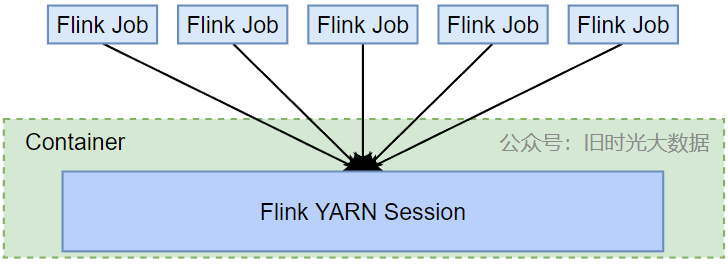 Flink Job Flink Job Flink Job Flink Job Flink Job
Container 公众号：旧时光大数据
Flink YARN Session